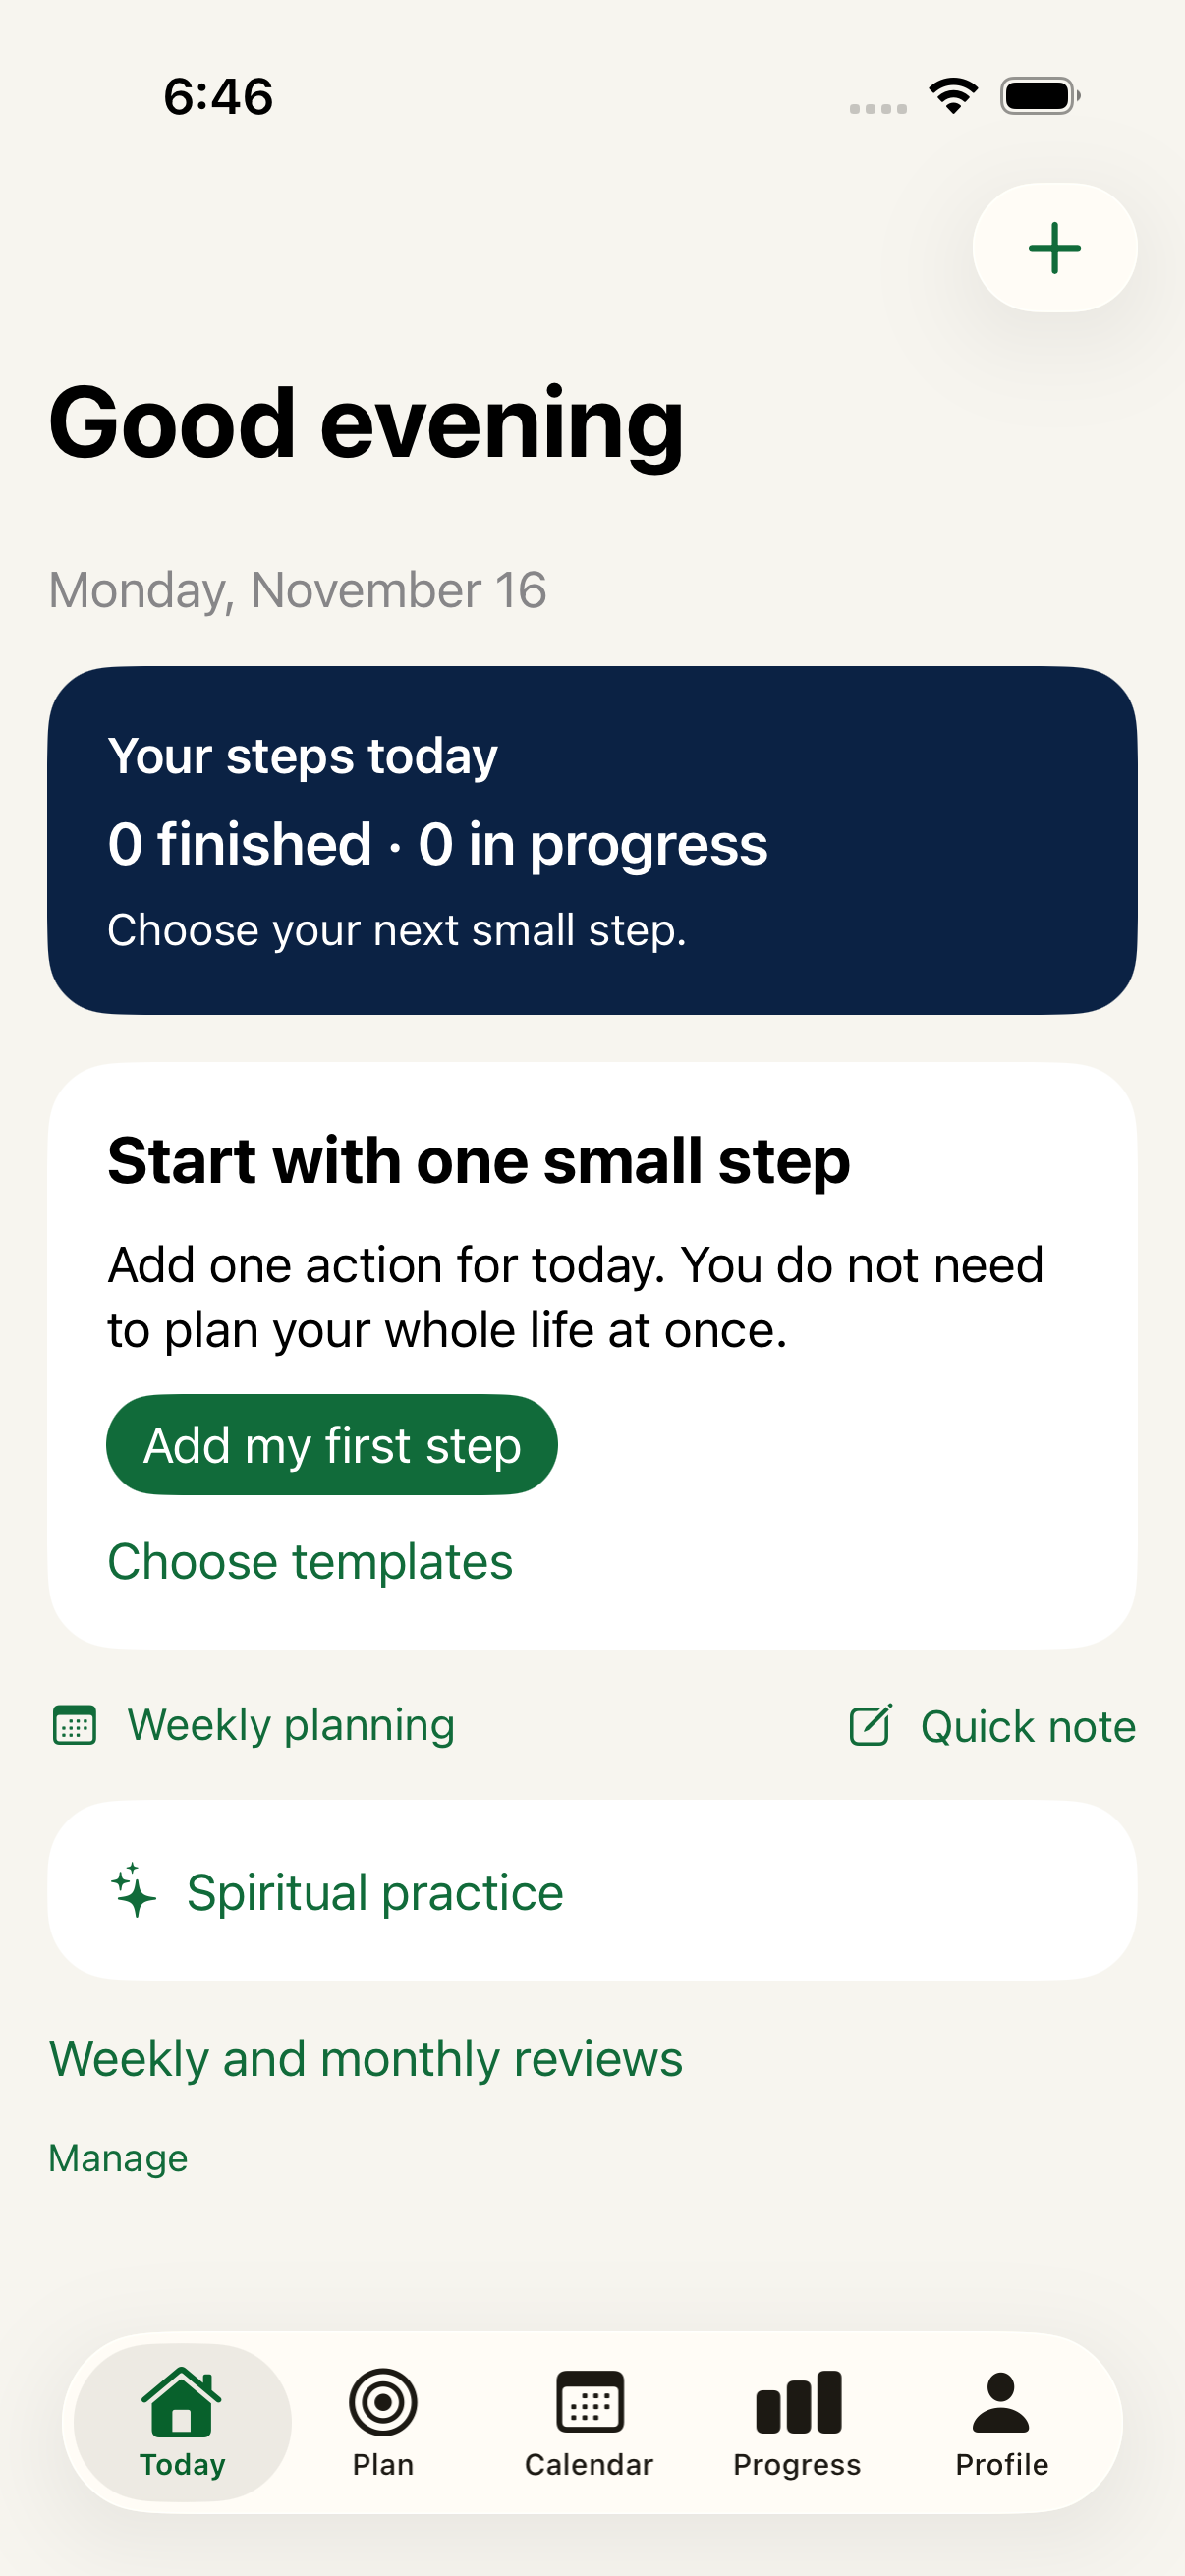 6:46
Good evening
Monday, November 16
Your steps today
0 finished · 0 in progress
Choose your next small step.
Start with one small step
Add one action for today. You do not need
to plan your whole life at once.
Add my first step
Choose templates
Weekly planning
Quick note
Spiritual practice
Weekly and monthly reviews
Manage
Today
Plan
Calendar
Progress
Profile